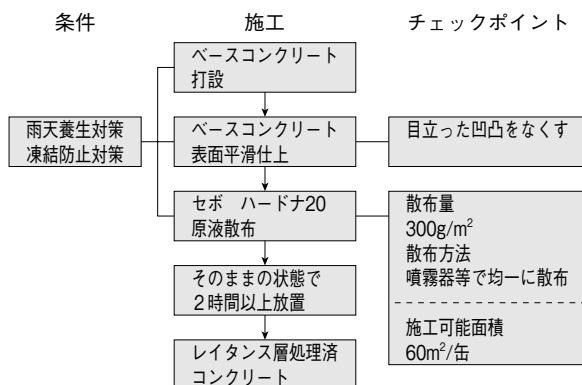 条件
施工
チェックポイント
ベースコンクリート
打設
雨天養生対策
凍結防止対策
ベースコンクリート
表面平滑仕上
目立った凹凸をなくす
セボ　ハードナ20
原液散布
散布量
300g/m²
散布方法
噴霧器等で均一に散布
施工可能面積
60m²/缶
そのままの状態で
２時間以上放置
レイタンス層処理済
コンクリート